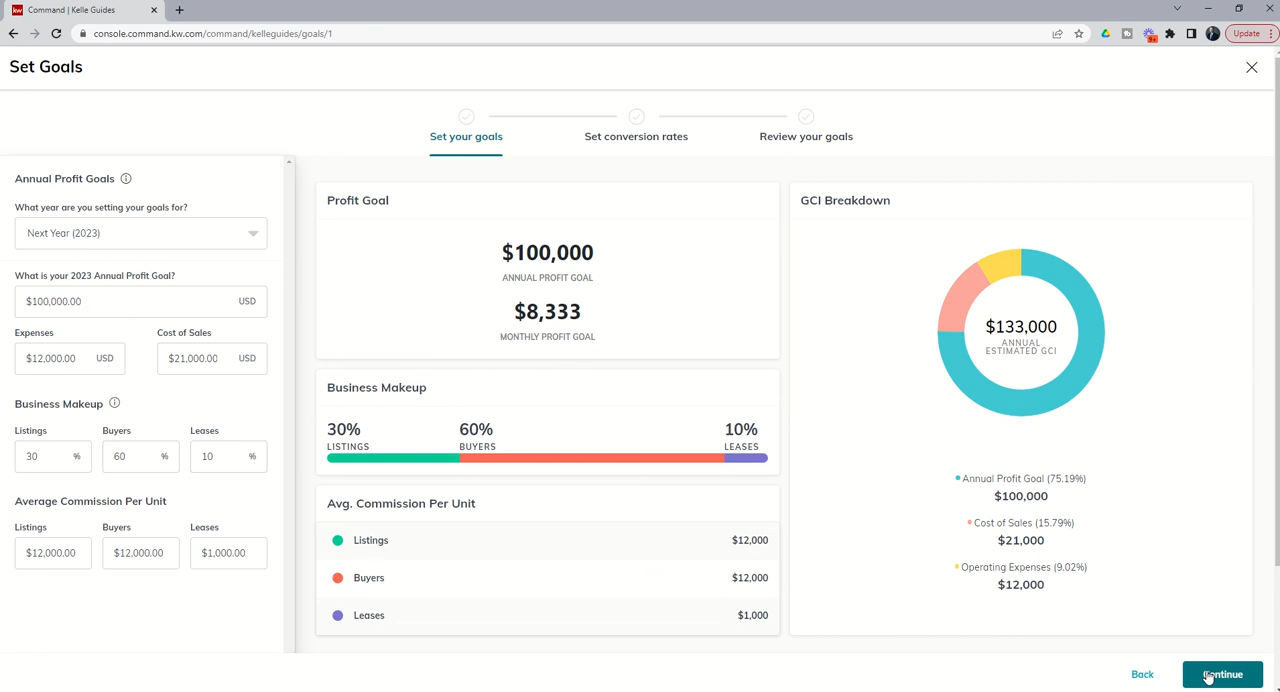 Command | Kelle Guides
console.command.kw.com/command/kelleguides/goals/1
9+
Update
Set Goals
Set your goals
Set conversion rates
Review your goals
Annual Profit Goals
What year are you setting your goals for?
Next Year (2023)
What is your 2023 Annual Profit Goal?
$100,000.00 USD
Expenses Cost of Sales
$12,000.00 USD $21,000.00 USD
Business Makeup
Listings Buyers Leases
30 % 60 % 10 %
Average Commission Per Unit
Listings Buyers Leases
$12,000.00 $12,000.00 $1,000.00
Profit Goal
$100,000
ANNUAL PROFIT GOAL
$8,333
MONTHLY PROFIT GOAL
Business Makeup
30% 60% 10%
LISTINGS BUYERS LEASES
Avg. Commission Per Unit
Listings $12,000
Buyers $12,000
Leases $1,000
GCI Breakdown
$133,000
ANNUAL
ESTIMATED GCI
Annual Profit Goal (75.19%)
$100,000
Cost of Sales (15.79%)
$21,000
Operating Expenses (9.02%)
$12,000
Back
Continue